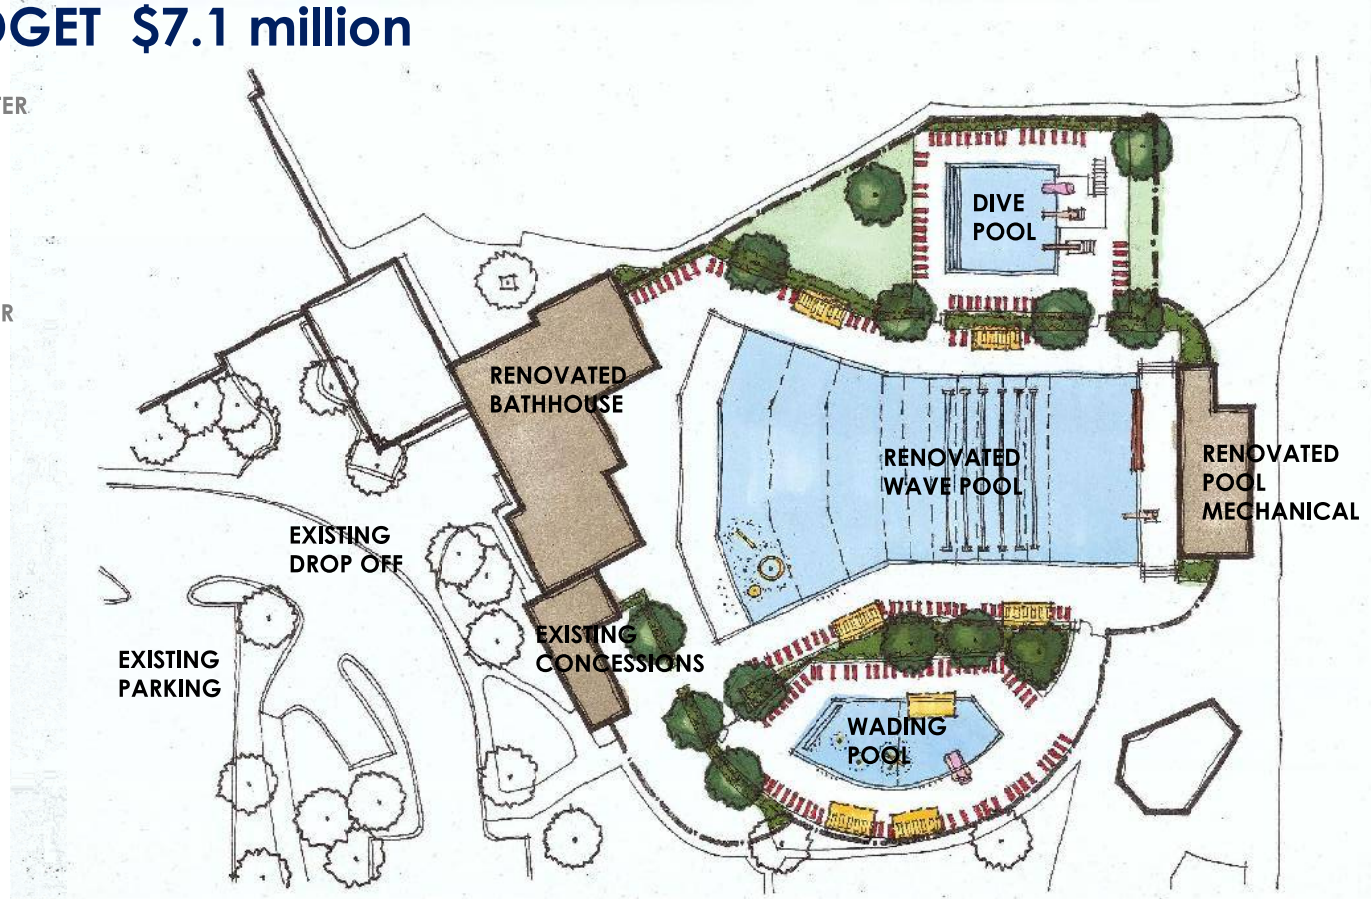 DGET $7.1 million
TER
R
DIVE
POOL
RENOVATED
BATHHOUSE
RENOVATED
WAVE POOL
RENOVATED
POOL
MECHANICAL
EXISTING
DROP OFF
EXISTING
CONCESSIONS
EXISTING
PARKING
WADING
POOL